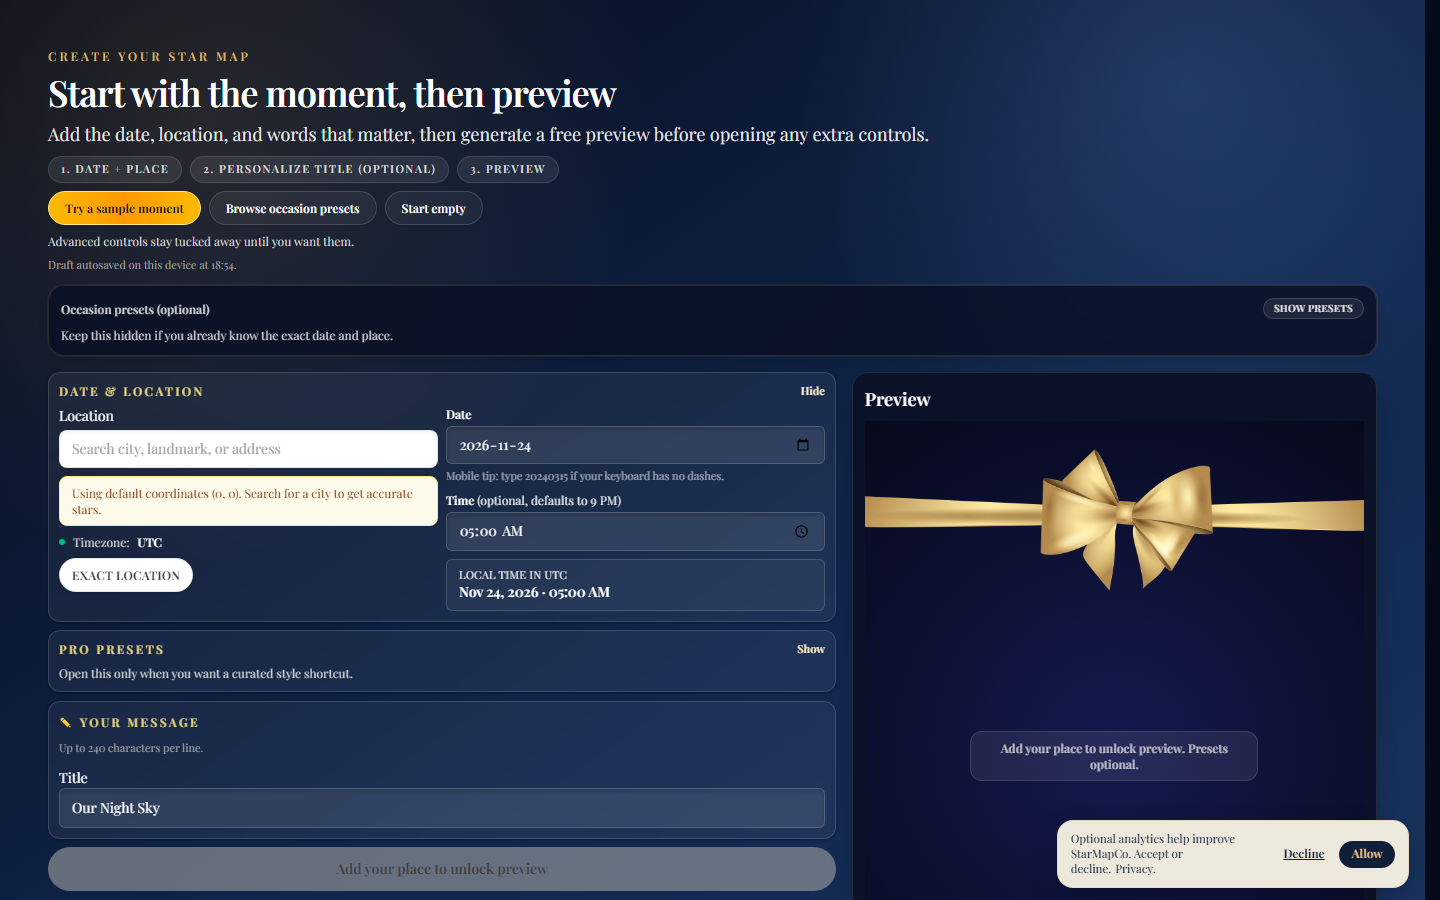 CREATE YOUR STAR MAP
Start with the moment, then preview
Add the date, location, and words that matter, then generate a free preview before opening any extra controls.
1. DATE + PLACE
2. PERSONALIZE TITLE (OPTIONAL)
3. PREVIEW
Try a sample moment
Browse occasion presets
Start empty
Advanced controls stay tucked away until you want them.
Draft autosaved on this device at 18:54.
Occasion presets (optional)
SHOW PRESETS
Keep this hidden if you already know the exact date and place.
DATE & LOCATION
Hide
Location
Search city, landmark, or address
Using default coordinates (0, 0). Search for a city to get accurate
stars.
Timezone: UTC
EXACT LOCATION
Date
2026-11-24
Mobile tip: type 20240315 if your keyboard has no dashes.
Time (optional, defaults to 9 PM)
05:00 AM
LOCAL TIME IN UTC
Nov 24, 2026 · 05:00 AM
PRO PRESETS
Show
Open this only when you want a curated style shortcut.
YOUR MESSAGE
Up to 240 characters per line.
Title
Our Night Sky
Add your place to unlock preview
Preview
Add your place to unlock preview. Presets
optional.
Optional analytics help improve
StarMapCo. Accept or
decline. Privacy.
Decline
Allow